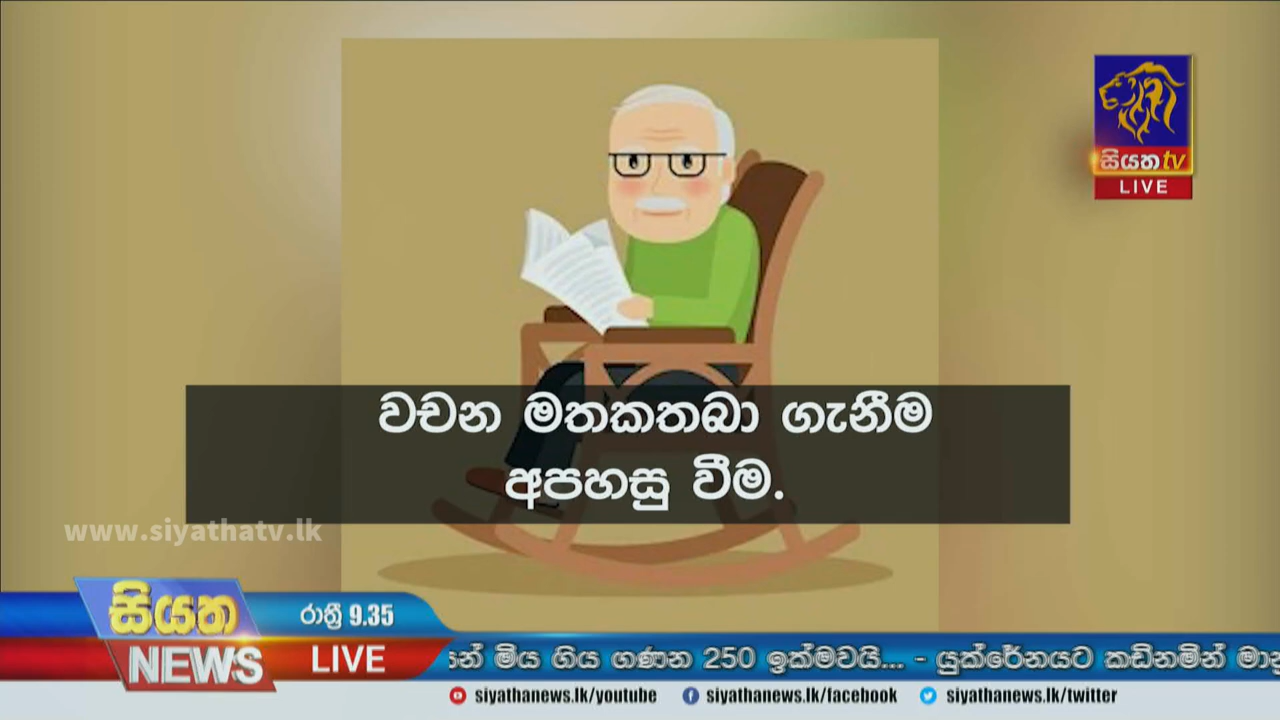 සියත tv
LIVE
වචන මතකතබා ගැනීම
අපහසු වීම.
www.siyathatv.lk
සියත
NEWS
රාත්‍රී 9.35
LIVE
මිය ගිය ගණන 250 ඉක්මවයි... - යුක්රේනයට කඩිනමින්
siyathanews.lk/youtube siyathanews.lk/facebook siyathanews.lk/twitter